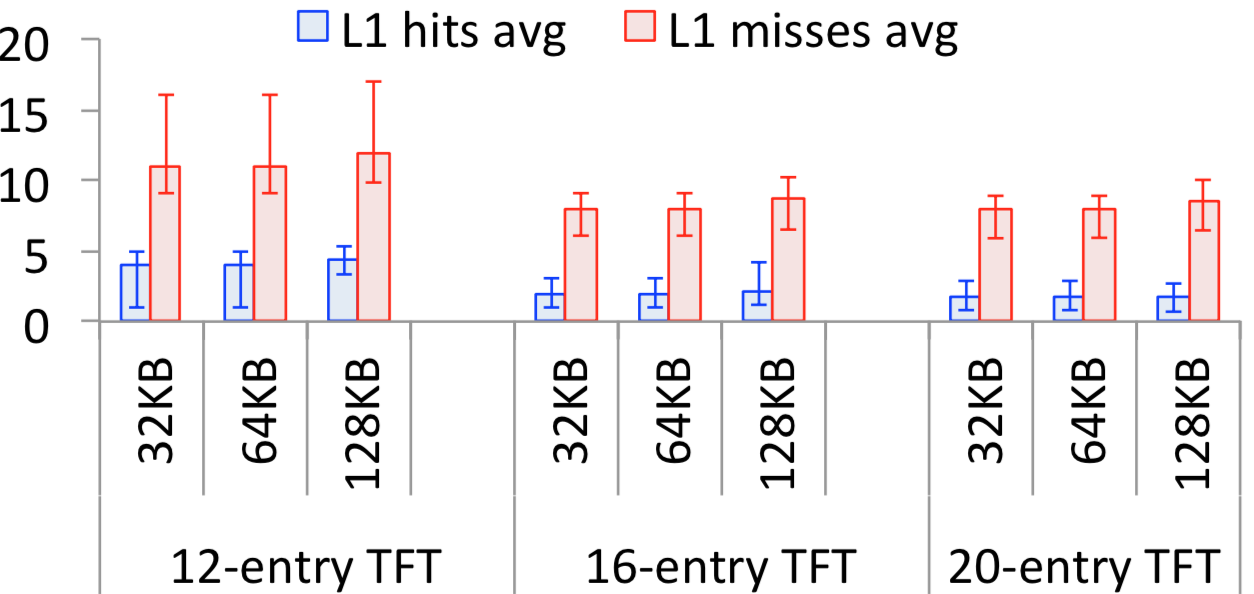 L1 hits avg L1 misses avg
20
15
10
5
0
32KB 64KB 128KB 32KB 64KB 128KB 32KB 64KB 128KB
12-entry TFT 16-entry TFT 20-entry TFT